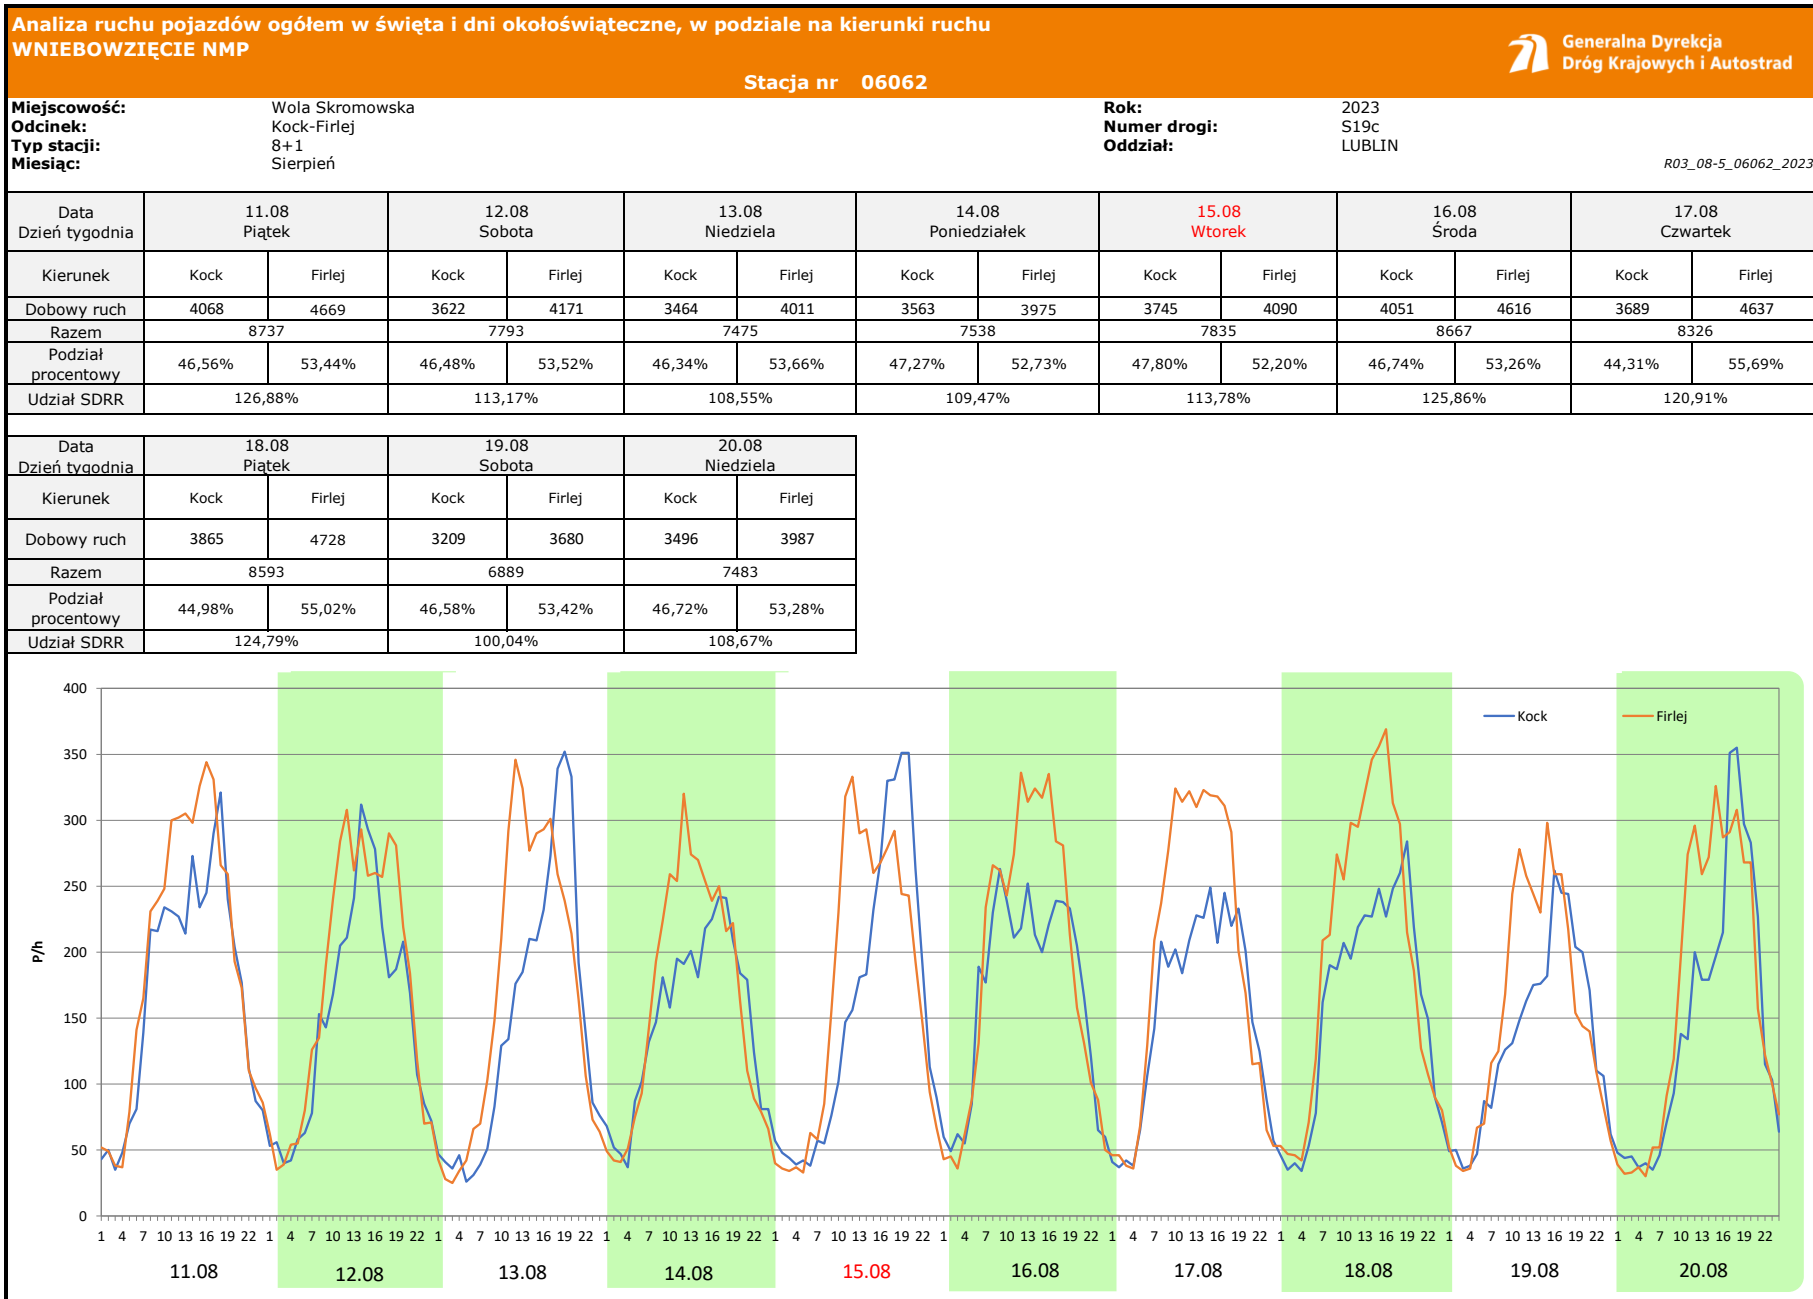 Analiza ruchu pojazdów ogółem w święta i dni okołoświąteczne, w podziale na kierunki ruchu
WNIEBOWZIĘCIE NMP
Generalna Dyrekcja
Dróg Krajowych i Autostrad
Stacja nr 06062
Miejscowość: Wola Skromowska Rok: 2023
Odcinek: Kock-Firlej Numer drogi: S19c
Typ stacji: 8+1 Oddział: LUBLIN
Miesiąc: Sierpień R03_08-5_06062_2023
Data 11.08 12.08 13.08 14.08 15.08 16.08 17.08
Dzień tygodnia Piątek Sobota Niedziela Poniedziałek Wtorek Środa Czwartek
Kierunek Kock Firlej Kock Firlej Kock Firlej Kock Firlej Kock Firlej Kock Firlej Kock Firlej
Dobowy ruch 4068 4669 3622 4171 3464 4011 3563 3975 3745 4090 4051 4616 3689 4637
Razem 8737 7793 7475 7538 7835 8667 8326
Podział
procentowy 46,56% 53,44% 46,48% 53,52% 46,34% 53,66% 47,27% 52,73% 47,80% 52,20% 46,74% 53,26% 44,31% 55,69%
Udział SDRR 126,88% 113,17% 108,55% 109,47% 113,78% 125,86% 120,91%
Data 18.08 19.08 20.08
Dzień tygodnia Piątek Sobota Niedziela
Kierunek Kock Firlej Kock Firlej Kock Firlej
Dobowy ruch 3865 4728 3209 3680 3496 3987
Razem 8593 6889 7483
Podział
procentowy 44,98% 55,02% 46,58% 53,42% 46,72% 53,28%
Udział SDRR 124,79% 100,04% 108,67%
400
Kock Firlej
350
300
250
200
P/h
150
100
50
0
1 4 7 10 13 16 19 22 1 4 7 10 13 16 19 22 1 4 7 10 13 16 19 22 1 4 7 10 13 16 19 22 1 4 7 10 13 16 19 22 1 4 7 10 13 16 19 22 1 4 7 10 13 16 19 22 1 4 7 10 13 16 19 22 1 4 7 10 13 16 19 22 1 4 7 10 13 16 19 22
11.08 12.08 13.08 14.08 15.08 16.08 17.08 18.08 19.08 20.08